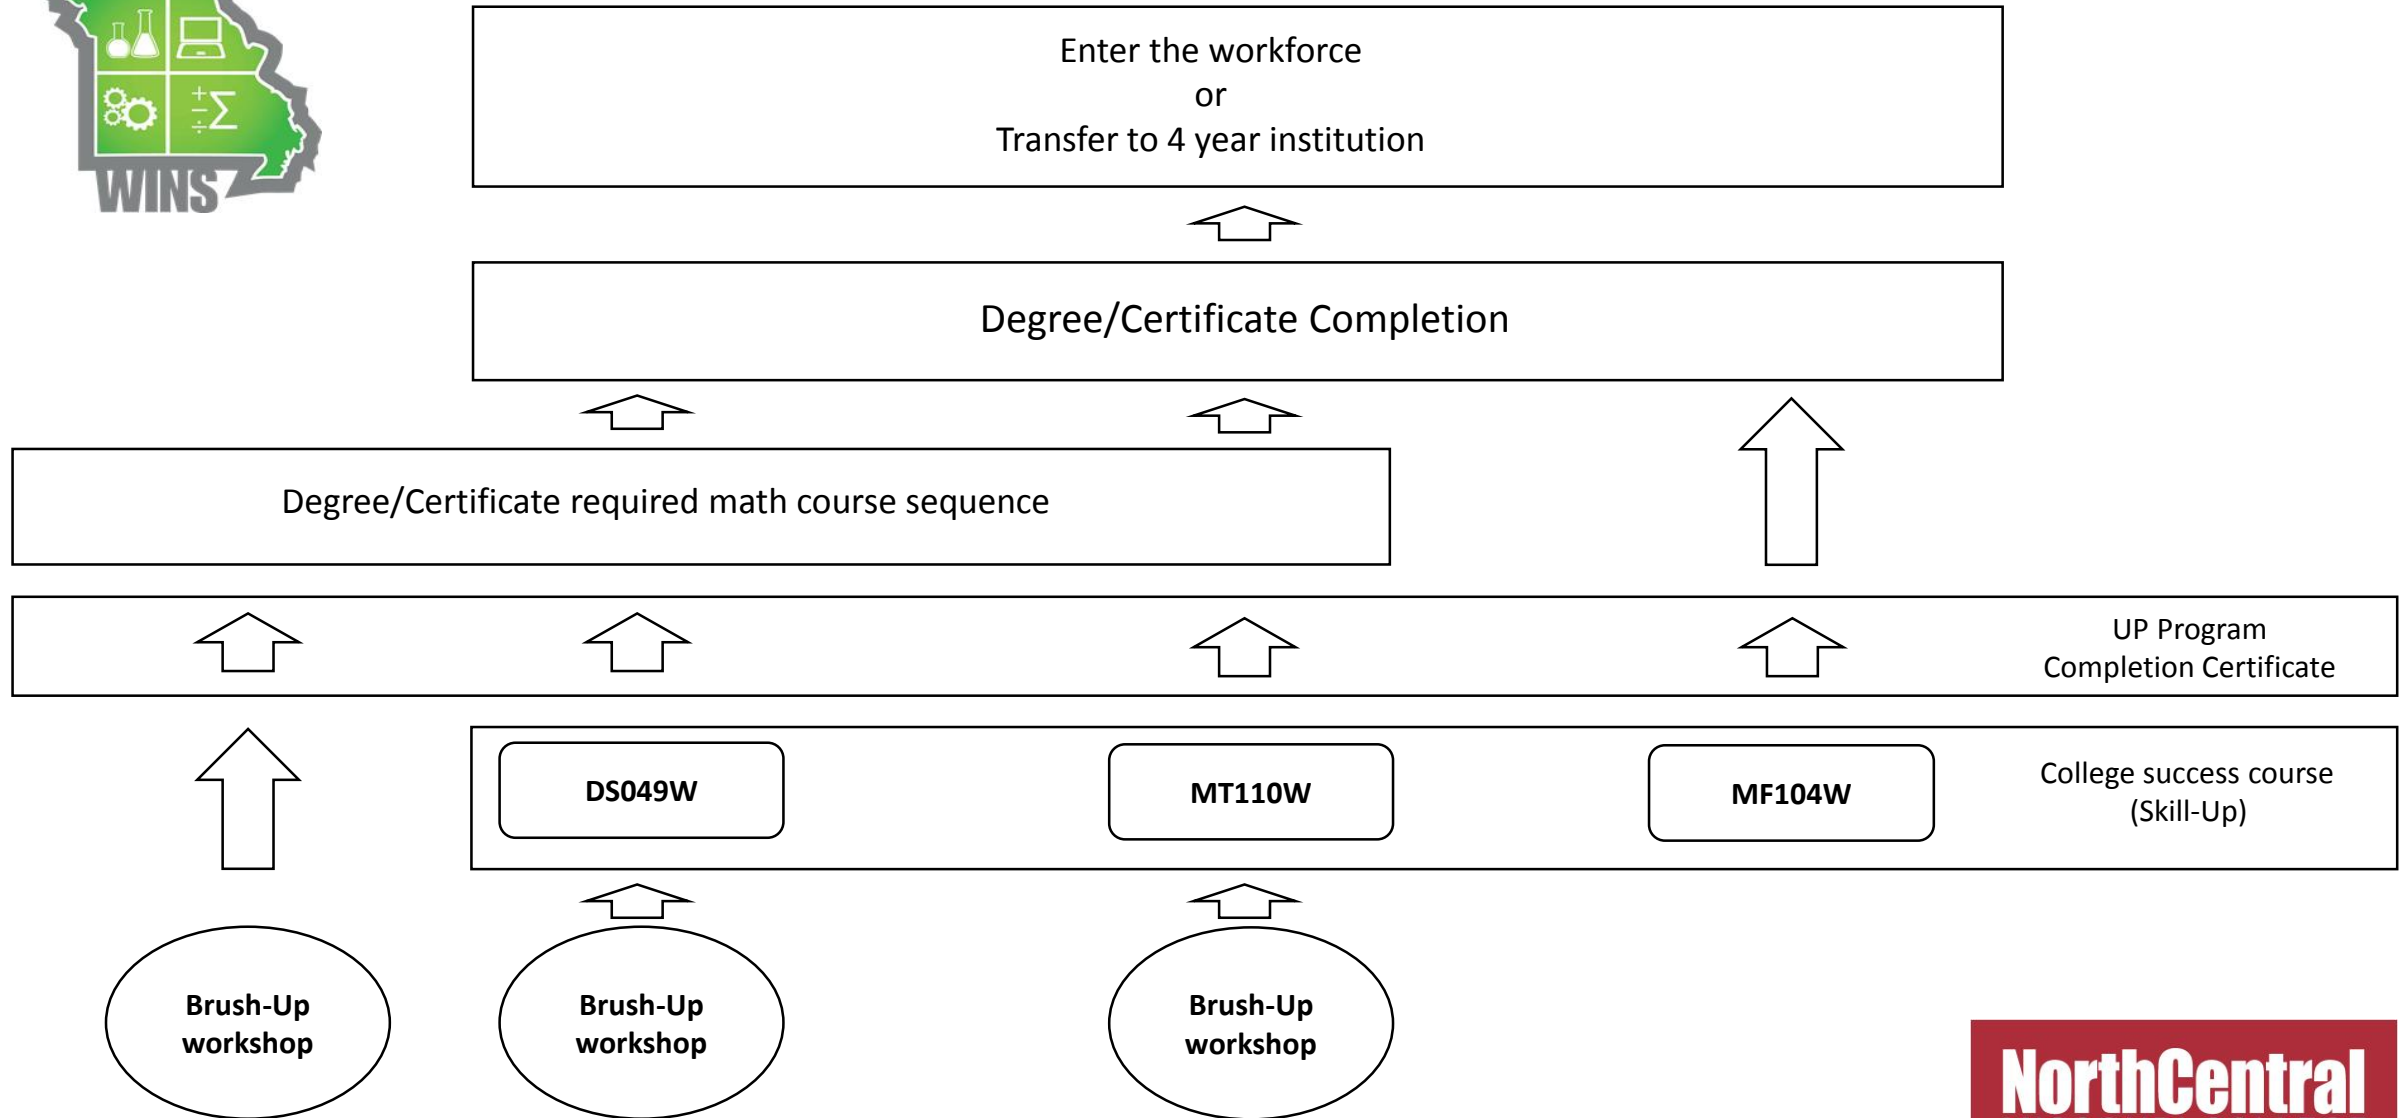 WINS
Enter the workforce
or
Transfer to 4 year institution
Degree/Certificate Completion
Degree/Certificate required math course sequence
UP Program
Completion Certificate
DS049W
MT110W
MF104W
College success course
(Skill-Up)
Brush-Up
workshop
Brush-Up
workshop
Brush-Up
workshop
NorthCentral